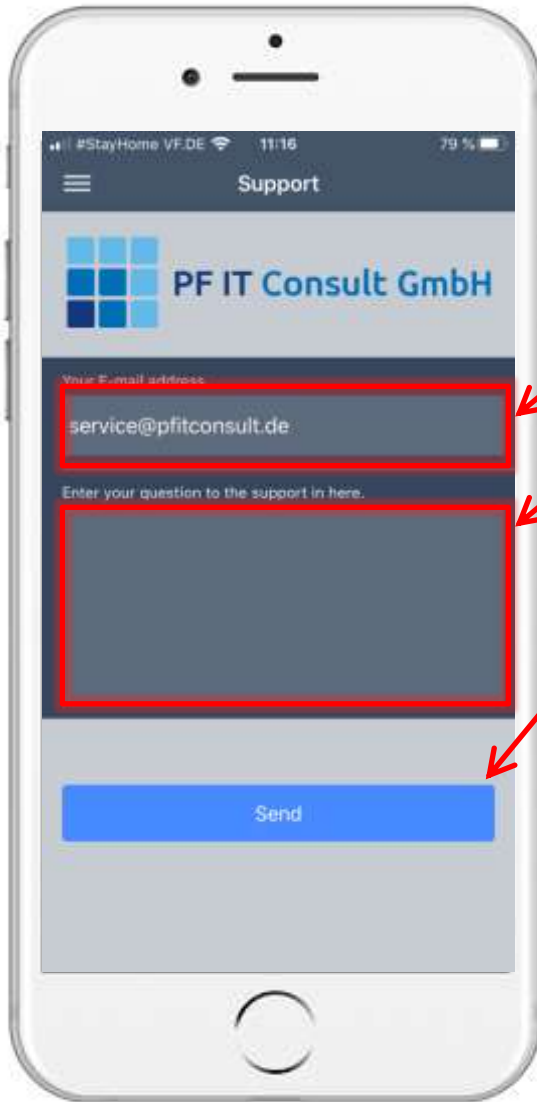 #StayHome VF.DE 11:16 79 %
Support
PF IT Consult GmbH
Your E-mail address
service@pfitconsult.de
Enter your question to the support in here.
Send